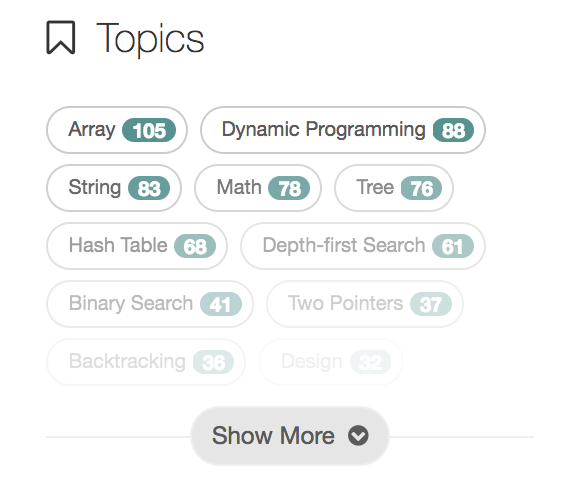 Topics
Array 105 Dynamic Programming 88
String 83 Math 78 Tree 76
Hash Table 68 Depth-first Search 61
Binary Search 41 Two Pointers 37
Backtracking 36 Design 32
Show More